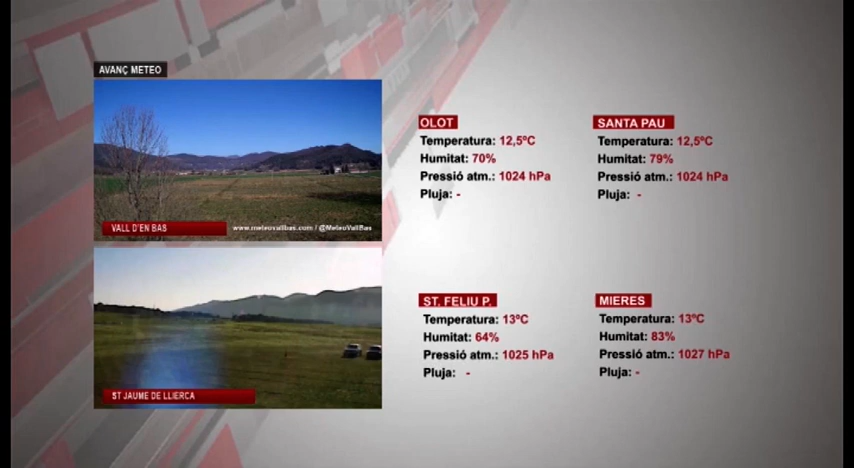 AVANÇ METEO
VALL D'EN BAS
www.meteovallbas.com / @MeteoVallBas
ST JAUME DE LLIERCA
OLOT
Temperatura: 12,5ºC
Humitat: 70%
Pressió atm.: 1024 hPa
Pluja: -
SANTA PAU
Temperatura: 12,5ºC
Humitat: 79%
Pressió atm.: 1024 hPa
Pluja: -
ST. FELIU P.
Temperatura: 13ºC
Humitat: 64%
Pressió atm.: 1025 hPa
Pluja: -
MIERES
Temperatura: 13ºC
Humitat: 83%
Pressió atm.: 1027 hPa
Pluja: -